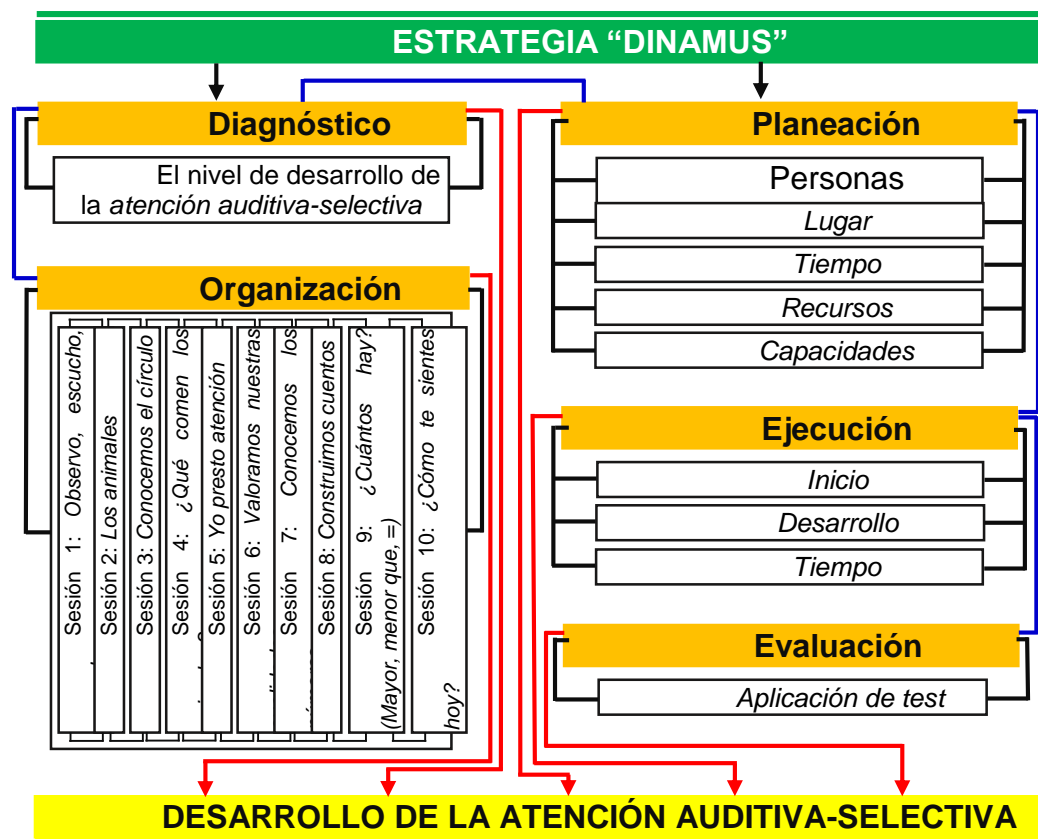 ESTRATEGIA “DINAMUS”
Diagnóstico
El nivel de desarrollo de
la atención auditiva-selectiva
Organización
Sesión 1: Observo, escucho,
Sesión 2: Los animales
Sesión 3: Conocemos el círculo
Sesión 4: ¿Qué comen los
Sesión 5: Yo presto atención
Sesión 6: Valoramos nuestras
Sesión 7: Conocemos los
Sesión 8: Construimos cuentos
Sesión 9: ¿Cuántos hay?
(Mayor, menor que, =)
Sesión 10: ¿Cómo te sientes
hoy?
Planeación
Personas
Lugar
Tiempo
Recursos
Capacidades
Ejecución
Inicio
Desarrollo
Tiempo
Evaluación
Aplicación de test
DESARROLLO DE LA ATENCIÓN AUDITIVA-SELECTIVA